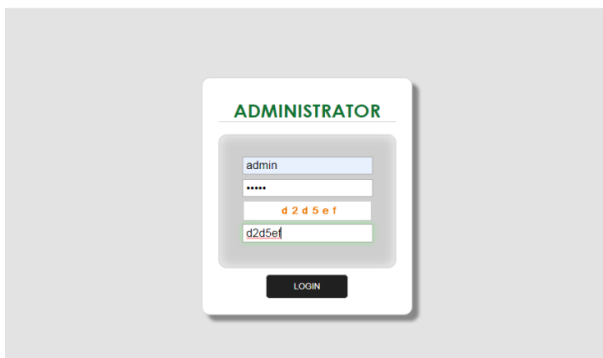 ADMINISTRATOR
admin
•••••
d 2 d 5 e f
d2d5ef
LOGIN